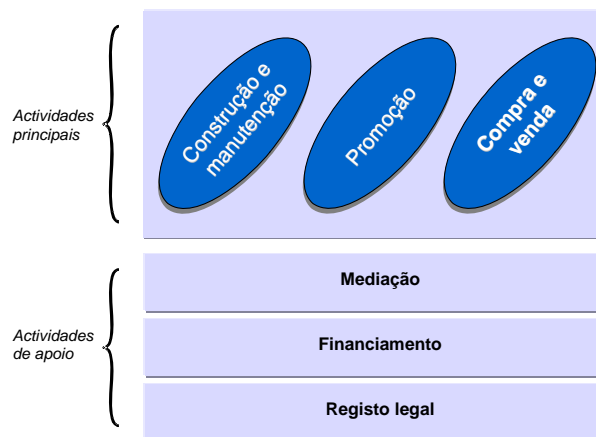 Actividades
principais
Construção e
manutenção
Promoção
Compra e
venda
Actividades
de apoio
Mediação
Financiamento
Registo legal